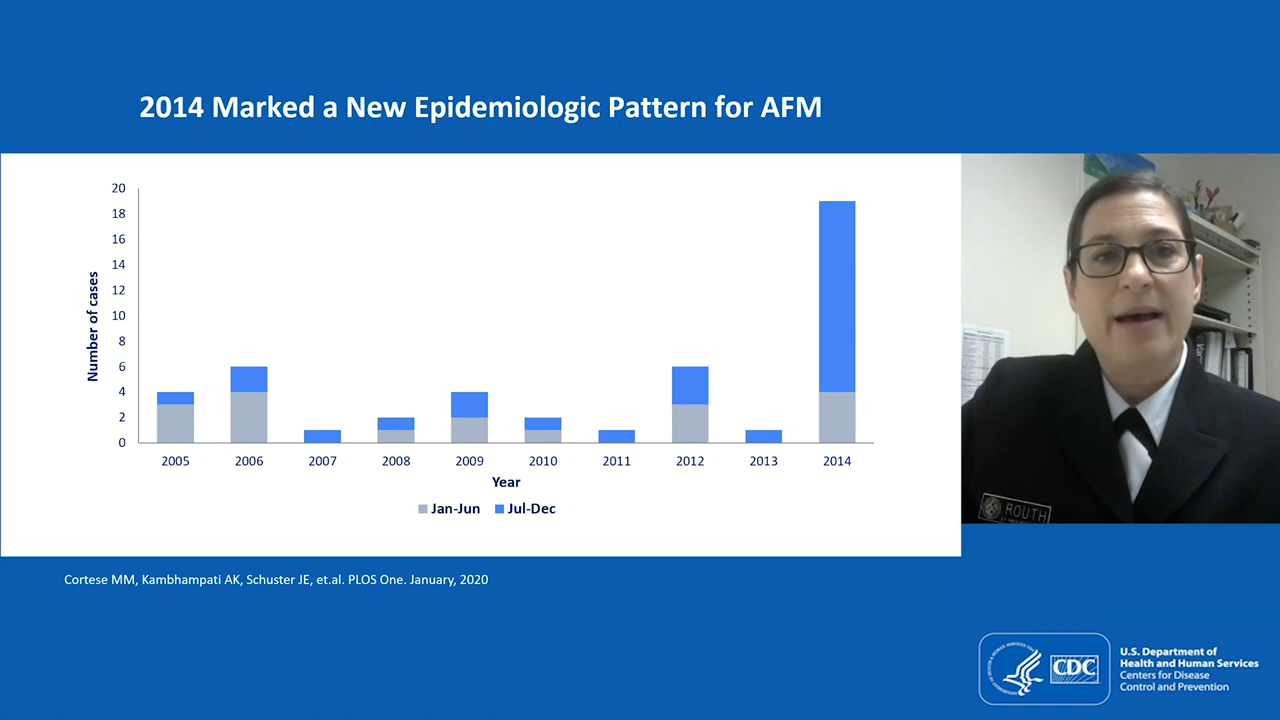 2014 Marked a New Epidemiologic Pattern for AFM
20
18
16
14
12
10
8
6
4
2
0
Number of cases
2005 2006 2007 2008 2009 2010 2011 2012 2013 2014
Year
Jan-Jun Jul-Dec
ROUTH
Cortese MM, Kambhampati AK, Schuster JE, et.al. PLOS One. January, 2020
CDC
U.S. Department of
Health and Human Services
Centers for Disease
Control and Prevention